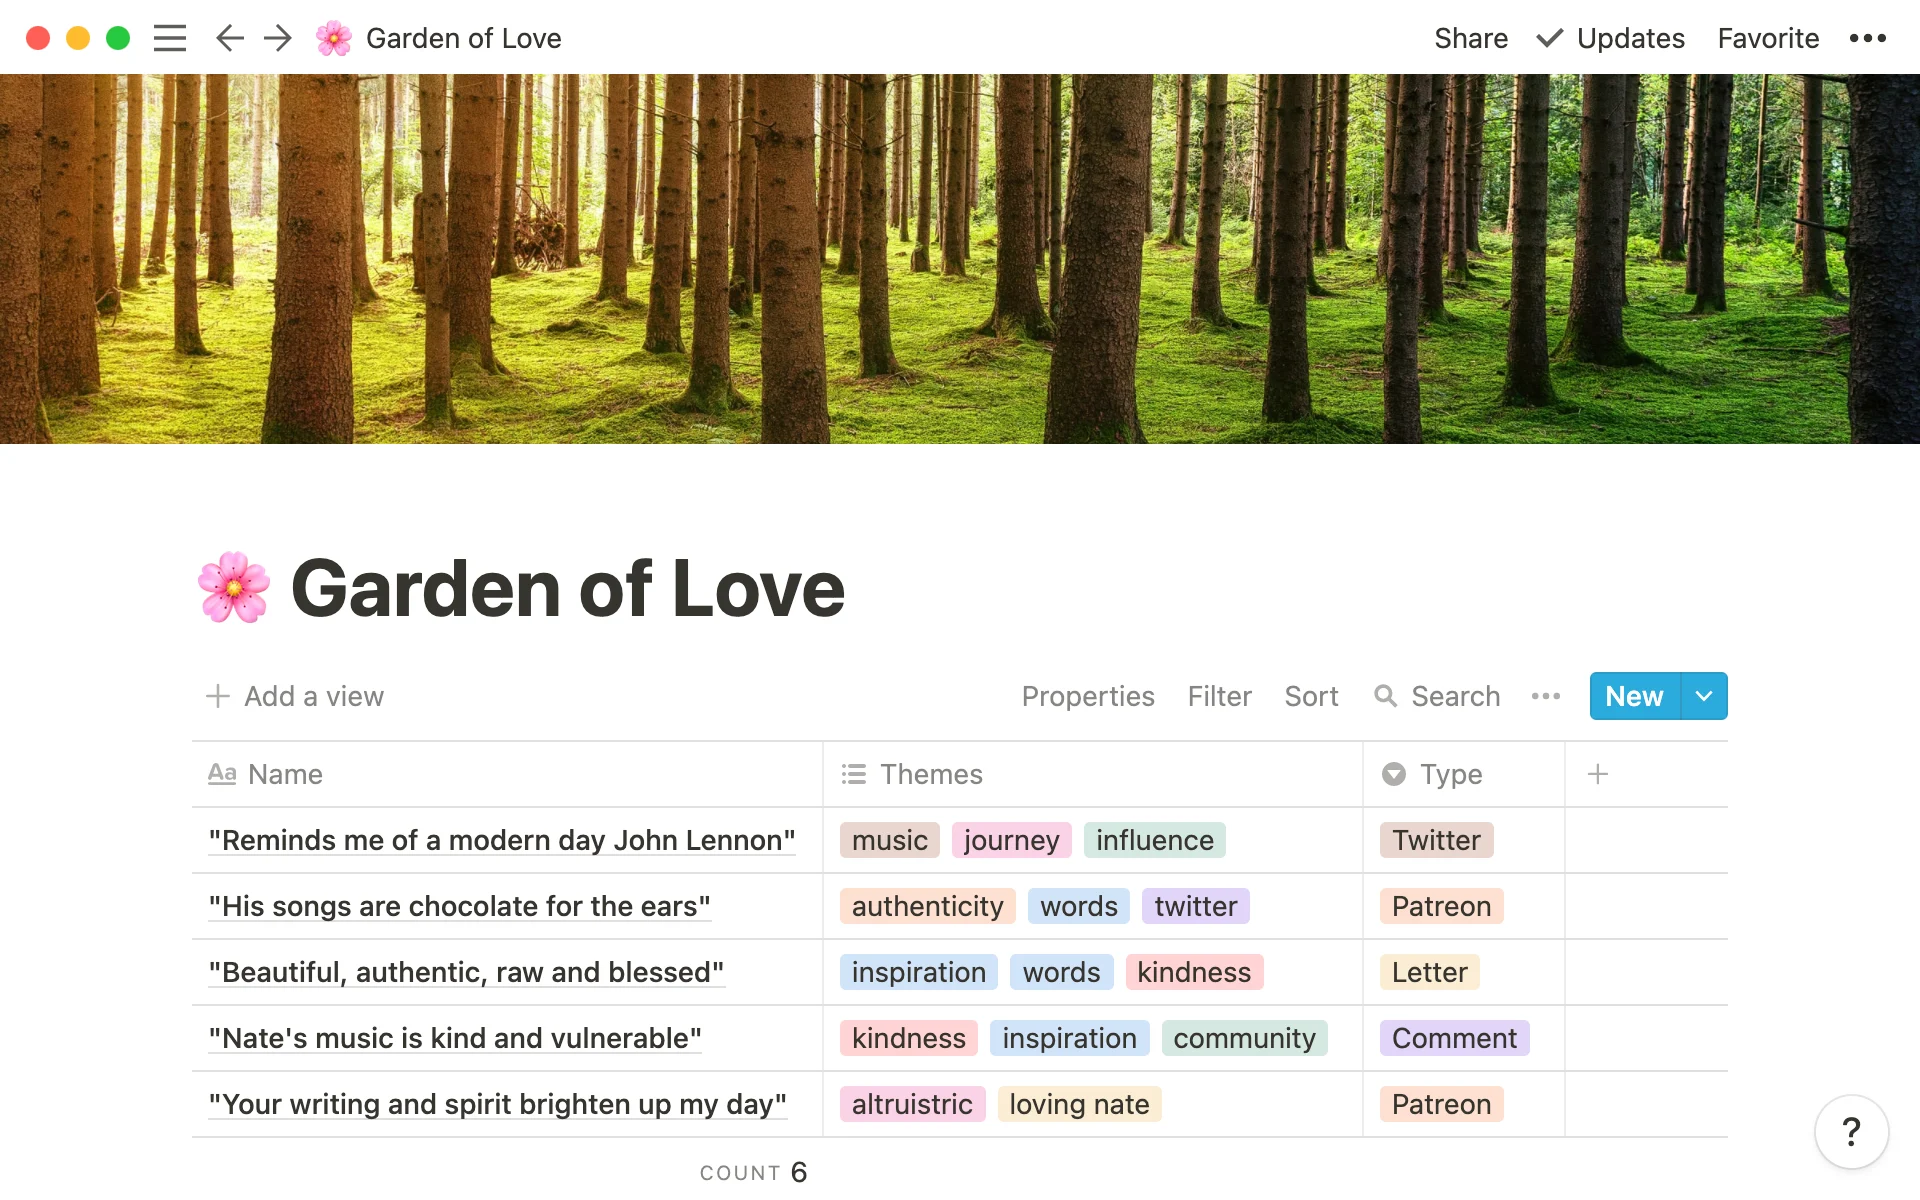 Garden of Love
Share Updates Favorite
Garden of Love
Add a view Properties Filter Sort Search New
Aa Name Themes Type
"Reminds me of a modern day John Lennon" music journey influence Twitter
"His songs are chocolate for the ears" authenticity words twitter Patreon
"Beautiful, authentic, raw and blessed" inspiration words kindness Letter
"Nate's music is kind and vulnerable" kindness inspiration community Comment
"Your writing and spirit brighten up my day" altruistric loving nate Patreon
COUNT 6
?